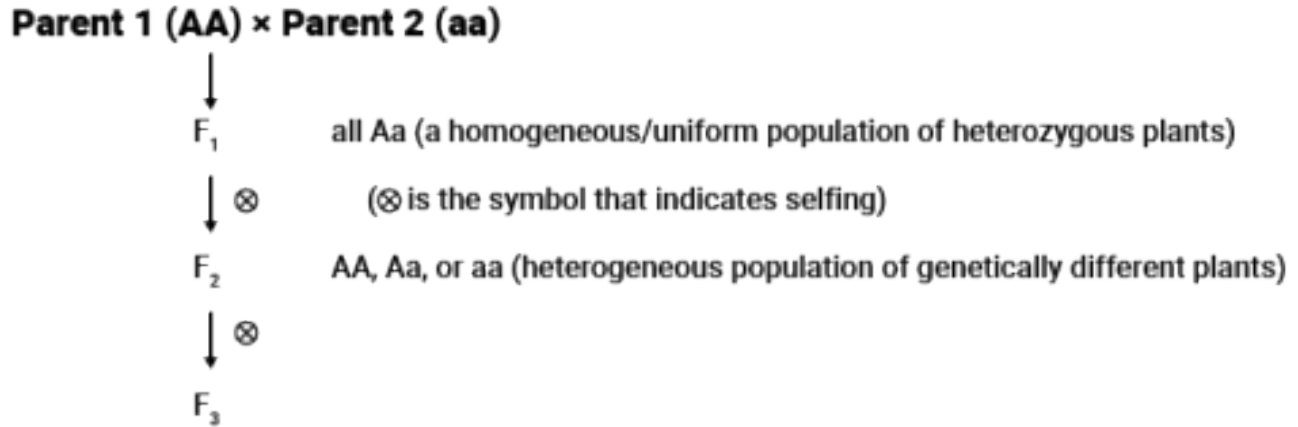 Parent 1 (AA) × Parent 2 (aa)
F₁ all Aa (a homogeneous/uniform population of heterozygous plants)
⊗ (⊗ is the symbol that indicates selfing)
F₂ AA, Aa, or aa (heterogeneous population of genetically different plants)
⊗
F₃